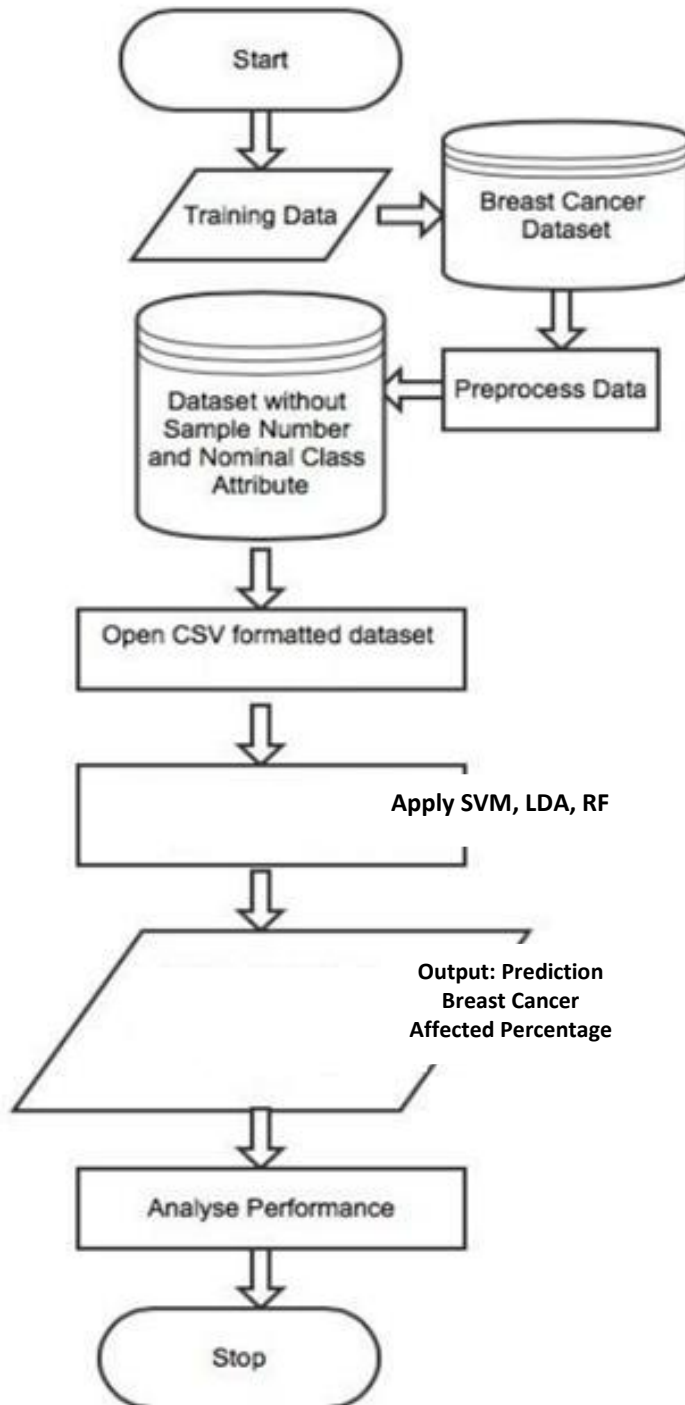 Start
Training Data
Breast Cancer
Dataset
Preprocess Data
Dataset without
Sample Number
and Nominal Class
Attribute
Open CSV formatted dataset
Apply SVM, LDA, RF
Output: Prediction
Breast Cancer
Affected Percentage
Analyse Performance
Stop